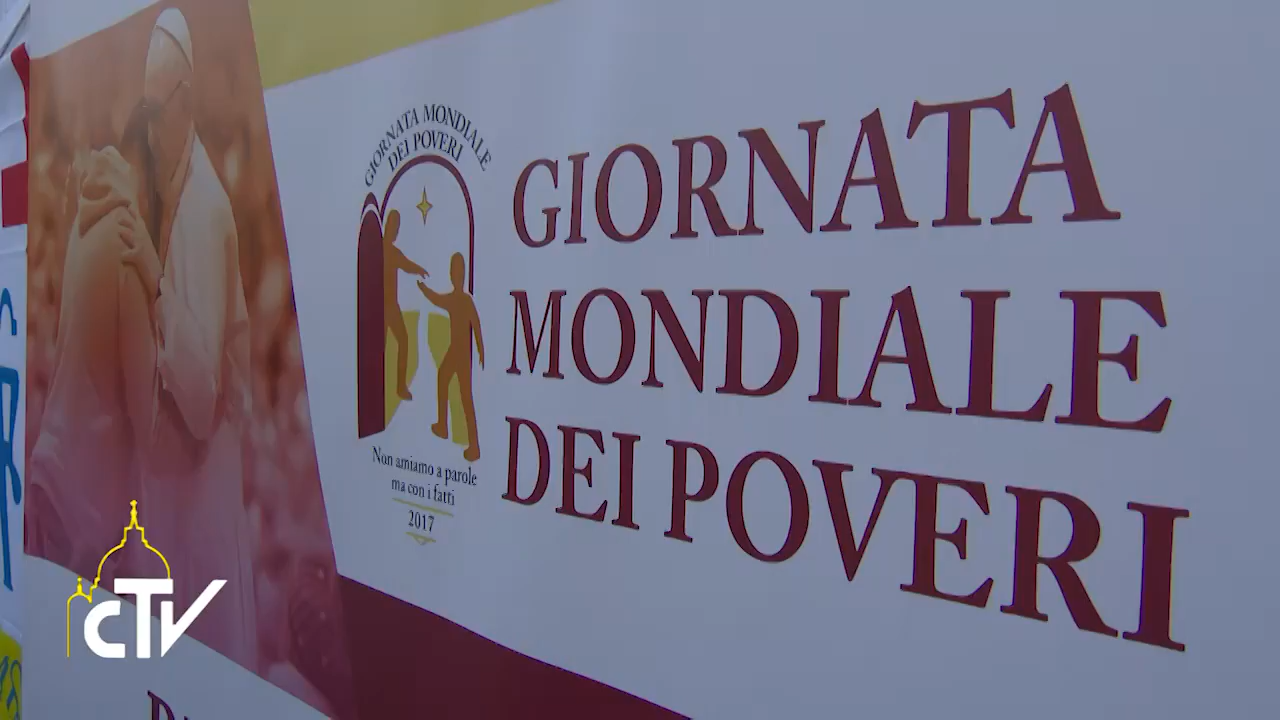 GIORNATA MONDIALE
DEI POVERI
Non amiamo a parole
ma con i fatti
2017
GIORNATA
MONDIALE
DEI POVERI
CTV